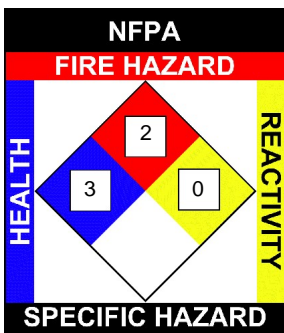 NFPA
FIRE HAZARD
HEALTH
2
3
0
REACTIVITY
SPECIFIC HAZARD